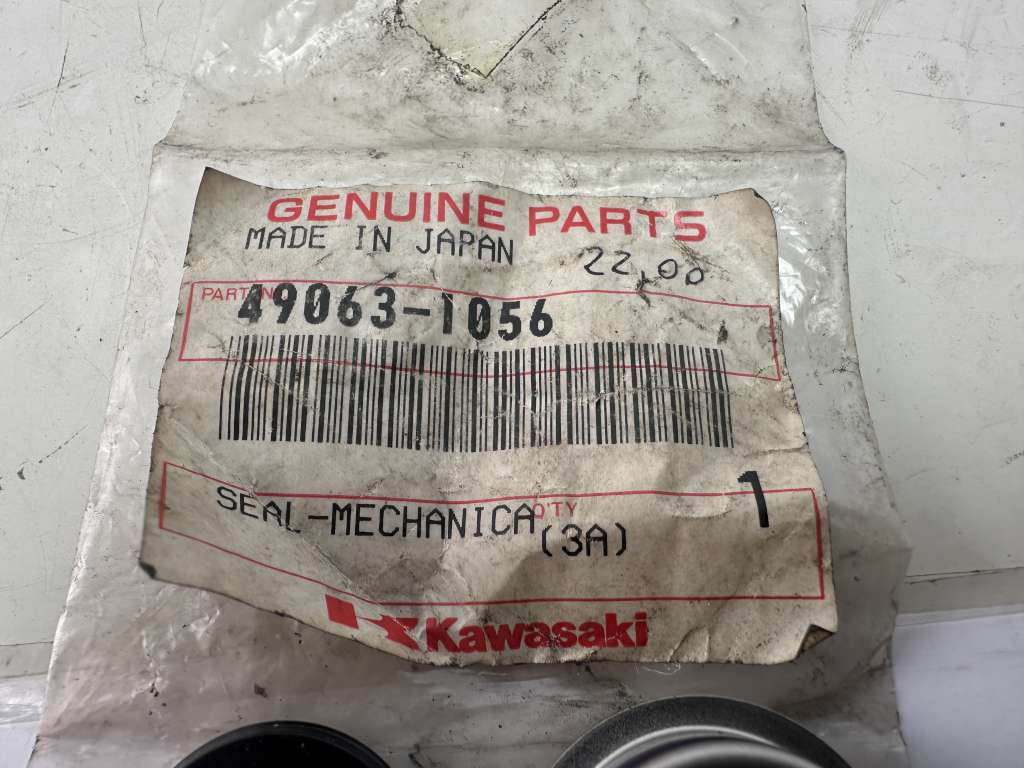 GENUINE PARTS
MADE IN JAPAN
22,00
PART NO
49063-1056
SEAL-MECHANICA
Q'TY
1
(3A)
Kawasaki